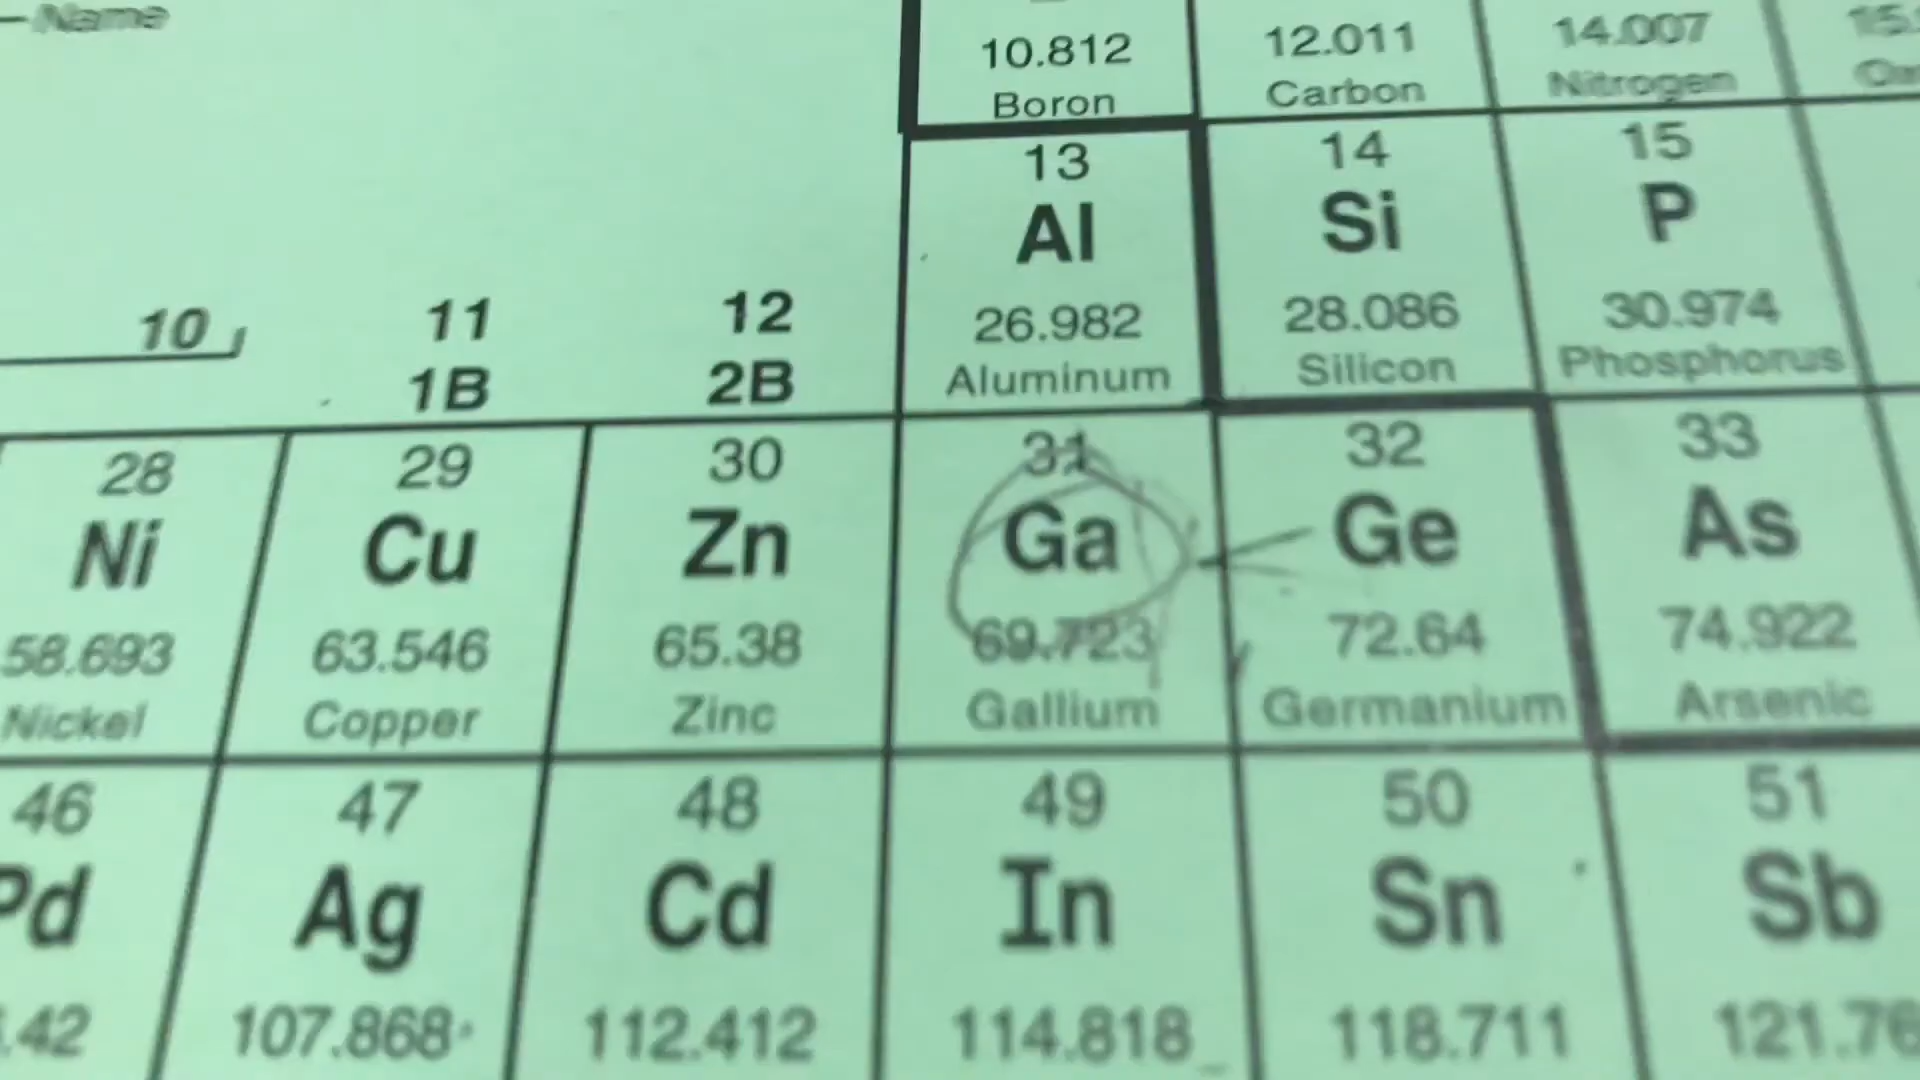 Name
10.812
Boron
12.011
Carbon
14.007
Nitrogen
13
Al
26.982
Aluminum
14
Si
28.086
Silicon
15
P
30.974
Phosphorus
10
11
1B
12
2B
28
Ni
58.693
Nickel
29
Cu
63.546
Copper
30
Zn
65.38
Zinc
31
Ga
69.723
Gallium
32
Ge
72.64
Germanium
33
As
74.922
Arsenic
46
Pd
.42
47
Ag
107.868
48
Cd
112.412
49
In
114.818
50
Sn
118.711
51
Sb
121.76